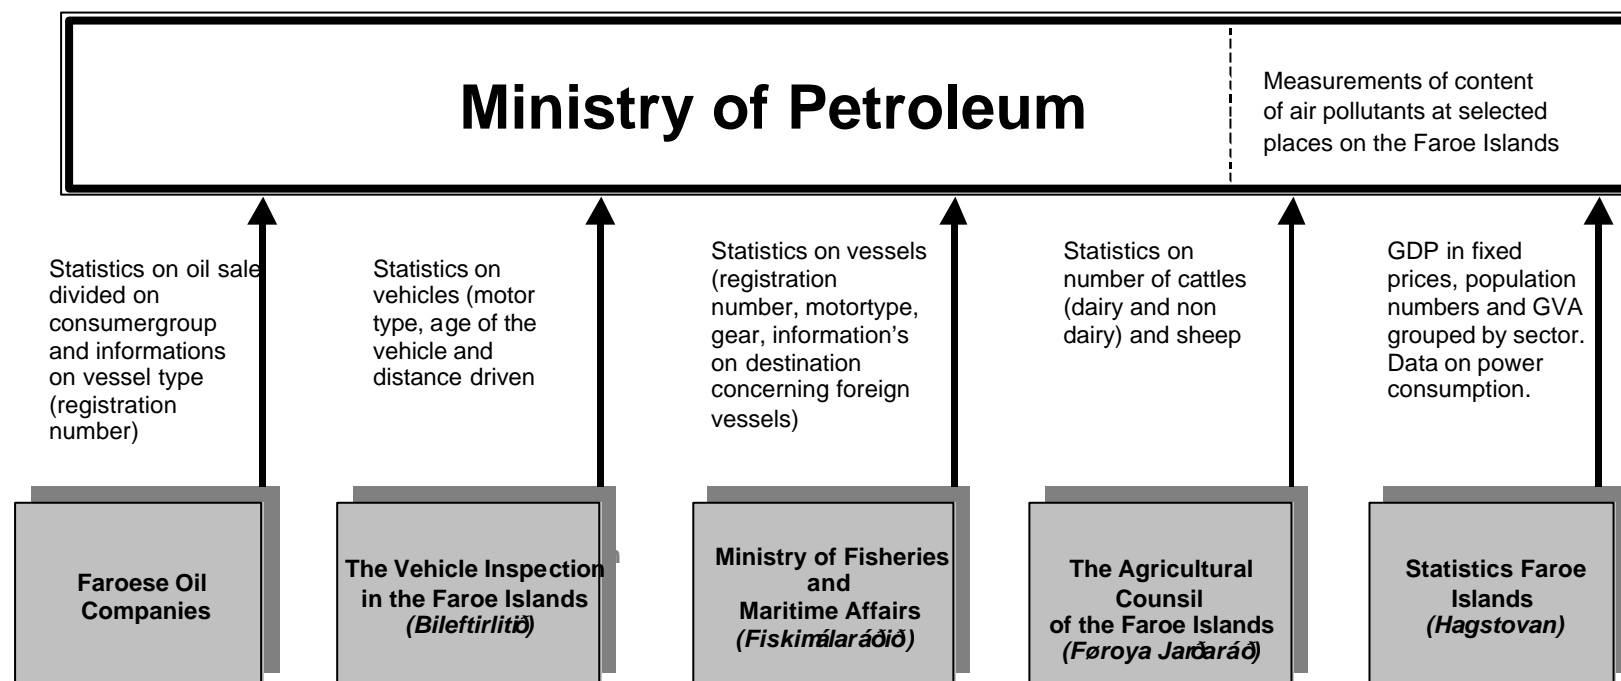 Ministry of Petroleum
Measurements of content
of air pollutants at selected
places on the Faroe Islands
Statistics on oil sale
divided on
consumergroup
and informations
on vessel type
(registration
number)
Statistics on
vehicles (motor
type, age of the
vehicle and
distance driven
Statistics on vessels
(registration
number, motortype,
gear, information's
on destination
concerning foreign
vessels)
Statistics on
number of cattles
(dairy and non
dairy) and sheep
GDP in fixed
prices, population
numbers and GVA
grouped by sector.
Data on power
consumption.
Faroese Oil
Companies
The Vehicle Inspection
in the Faroe Islands
(Bileftirlitið)
Ministry of Fisheries
and
Maritime Affairs
(Fiskimálaráðið)
The Agricultural
Counsil
of the Faroe Islands
(Føroya Jarðaráð)
Statistics Faroe
Islands
(Hagstovan)